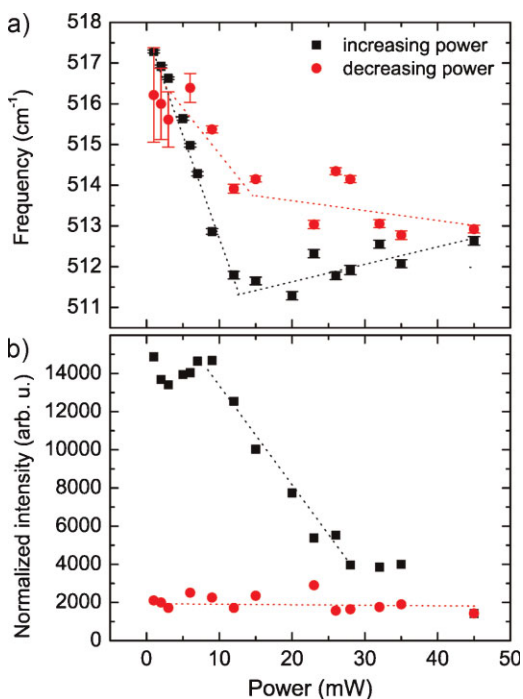 a)
518
517
516
515
514
513
512
511
Frequency (cm⁻¹)
increasing power
decreasing power
b)
14000
12000
10000
8000
6000
4000
2000
0
Normalized intensity (arb. u.)
0 10 20 30 40 50
Power (mW)